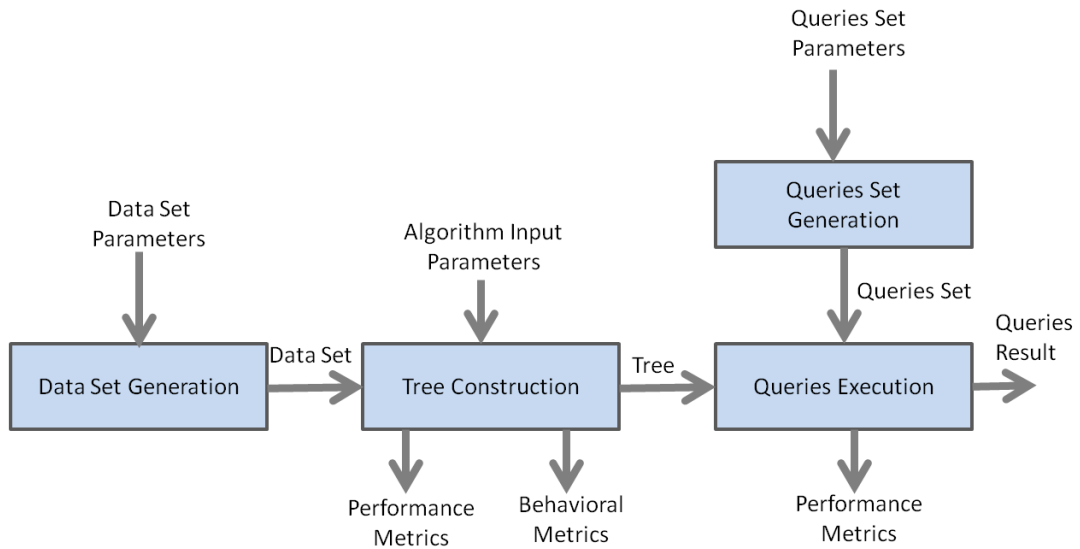 Queries Set
Parameters
Queries Set
Generation
Data Set
Parameters
Algorithm Input
Parameters
Queries Set
Queries
Result
Data Set
Tree
Data Set Generation
Tree Construction
Queries Execution
Performance
Metrics
Behavioral
Metrics
Performance
Metrics